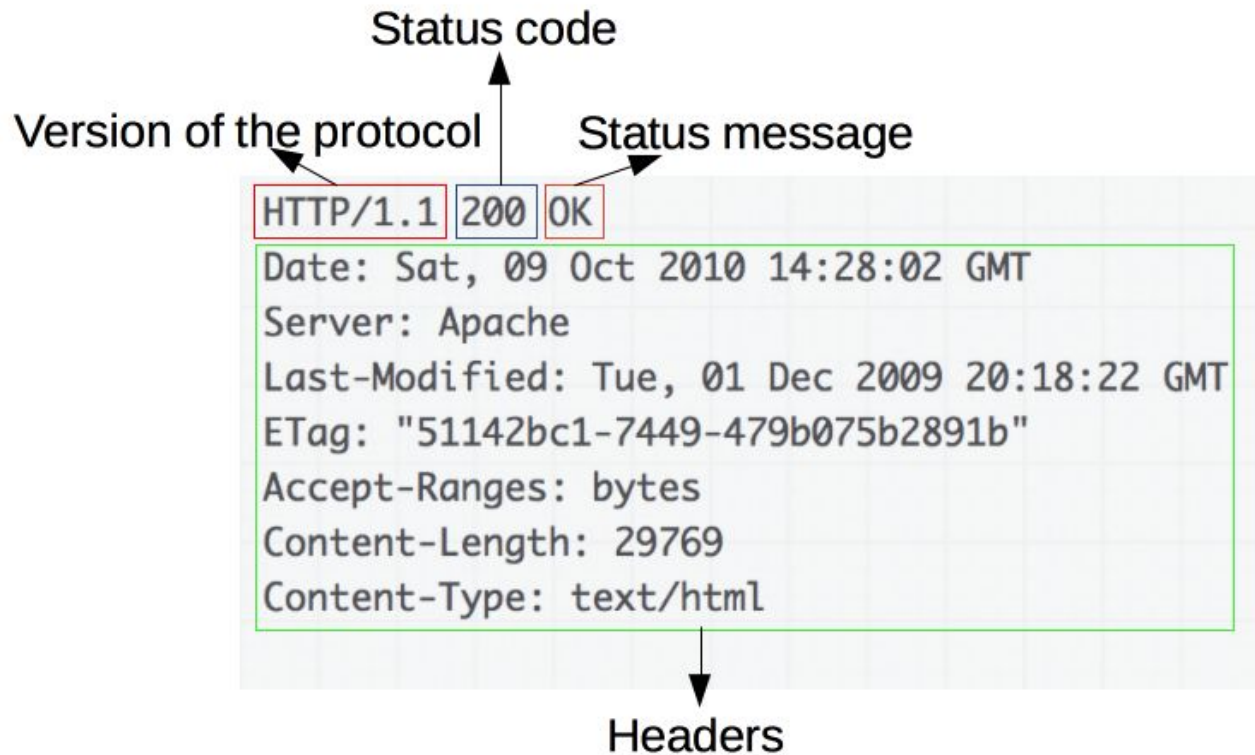 Status code
Version of the protocol
Status message
HTTP/1.1 200 OK
Date: Sat, 09 Oct 2010 14:28:02 GMT
Server: Apache
Last-Modified: Tue, 01 Dec 2009 20:18:22 GMT
ETag: "51142bc1-7449-479b075b2891b"
Accept-Ranges: bytes
Content-Length: 29769
Content-Type: text/html
Headers